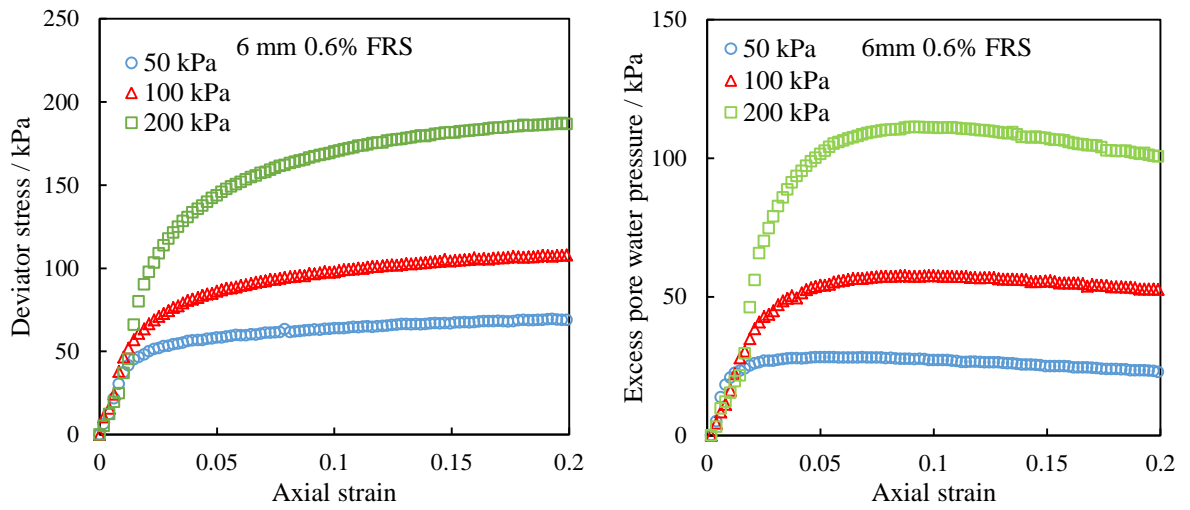 250
200
150
100
50
0
Deviator stress / kPa
6 mm 0.6% FRS
50 kPa
100 kPa
200 kPa
0
0.05
0.1
0.15
0.2
Axial strain
150
100
50
0
Excess pore water pressure / kPa
6mm 0.6% FRS
50 kPa
100 kPa
200 kPa
0
0.05
0.1
0.15
0.2
Axial strain